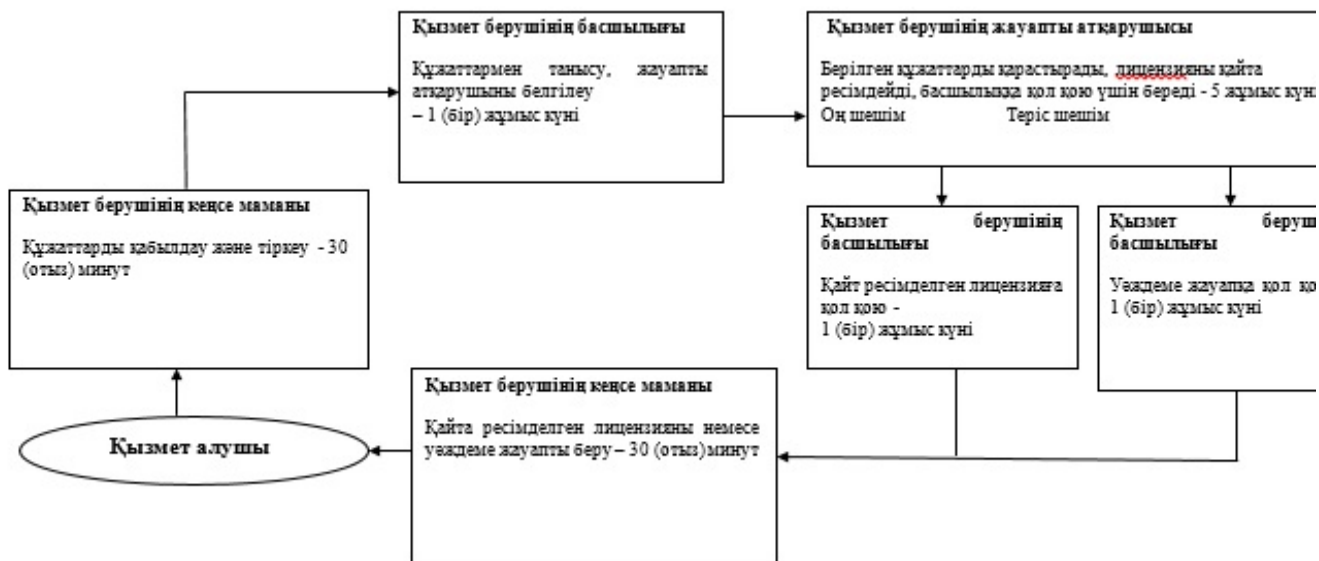 Қызмет берушінің басшылығы
Құжаттармен танысу, жауапты
атқарушыны белгілеу
– 1 (бір) жұмыс күні
Қызмет берушінің жауапты атқарушысы
Берілген құжаттарды қарастырады, лицензияны қайта
ресімдейді, басшылыққа қол қою үшін береді - 5 жұмыс күні
Оң шешім Теріс шешім
Қызмет берушінің кеңсе маманы
Құжаттарды қабылдау және тіркеу - 30
(отыз) минут
Қызмет берушінің
басшылығы
Қайт ресімделген лицензияға
қол қою -
1 (бір) жұмыс күні
Қызмет
басшылығы
Уәждеме жауапқа қол
1 (бір) жұмыс күні
Қызмет берушінің кеңсе маманы
Қайта ресімделген лицензияны немесе
уәждеме жауапты беру – 30 (отыз) минут
Қызмет алушы